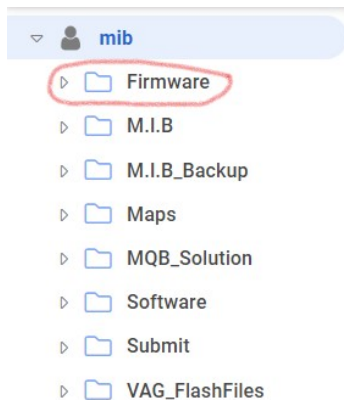 mib
Firmware
M.I.B
M.I.B_Backup
Maps
MQB_Solution
Software
Submit
VAG_FlashFiles